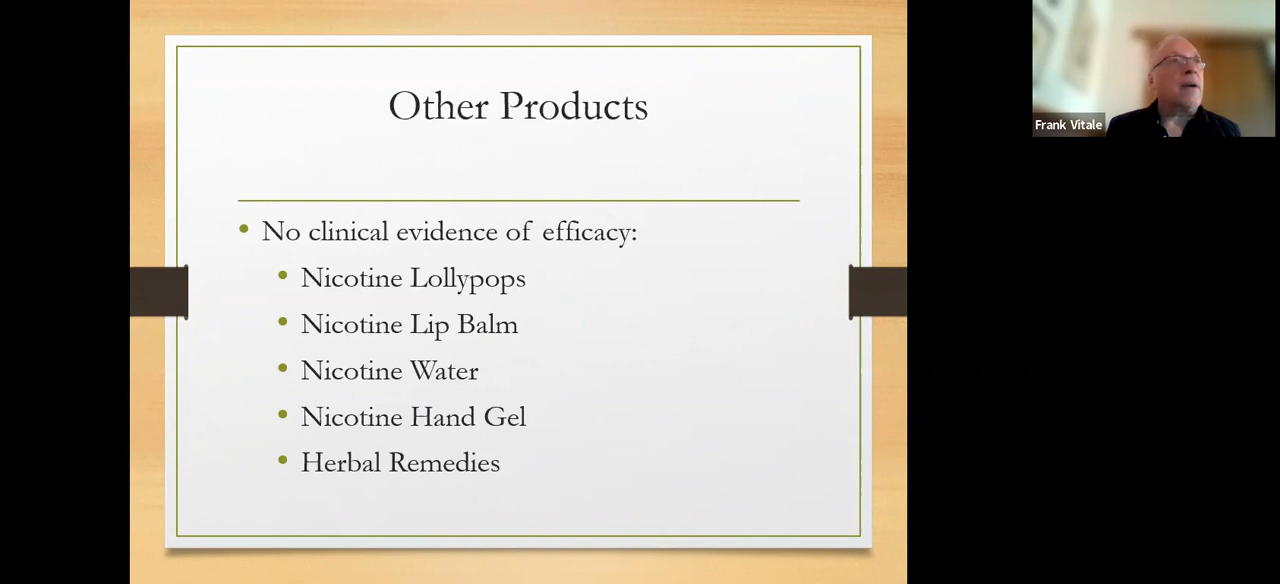 Other Products
No clinical evidence of efficacy:
Nicotine Lollypops
Nicotine Lip Balm
Nicotine Water
Nicotine Hand Gel
Herbal Remedies
Frank Vitale